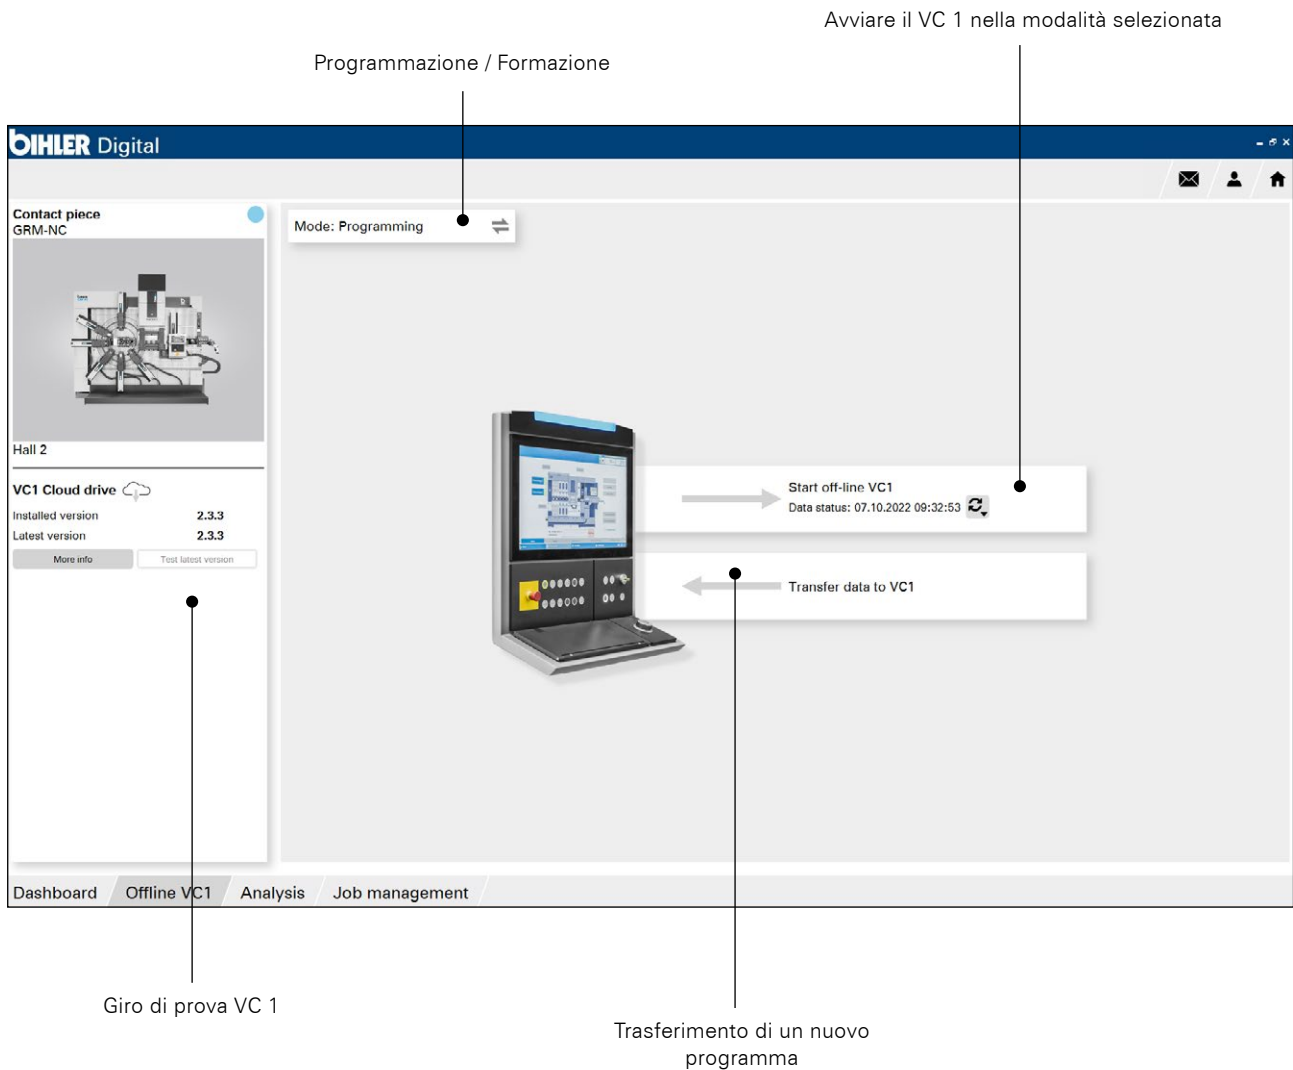 Avviare il VC 1 nella modalità selezionata
Programmazione / Formazione
BIHLER Digital
Contact piece
GRM-NC
Mode: Programming
Hall 2
VC1 Cloud drive
Installed version 2.3.3
Latest version 2.3.3
More info Test latest version
Start off-line VC1
Data status: 07.10.2022 09:32:53
Transfer data to VC1
Dashboard Offline VC1 Analysis Job management
Giro di prova VC 1
Trasferimento di un nuovo
programma